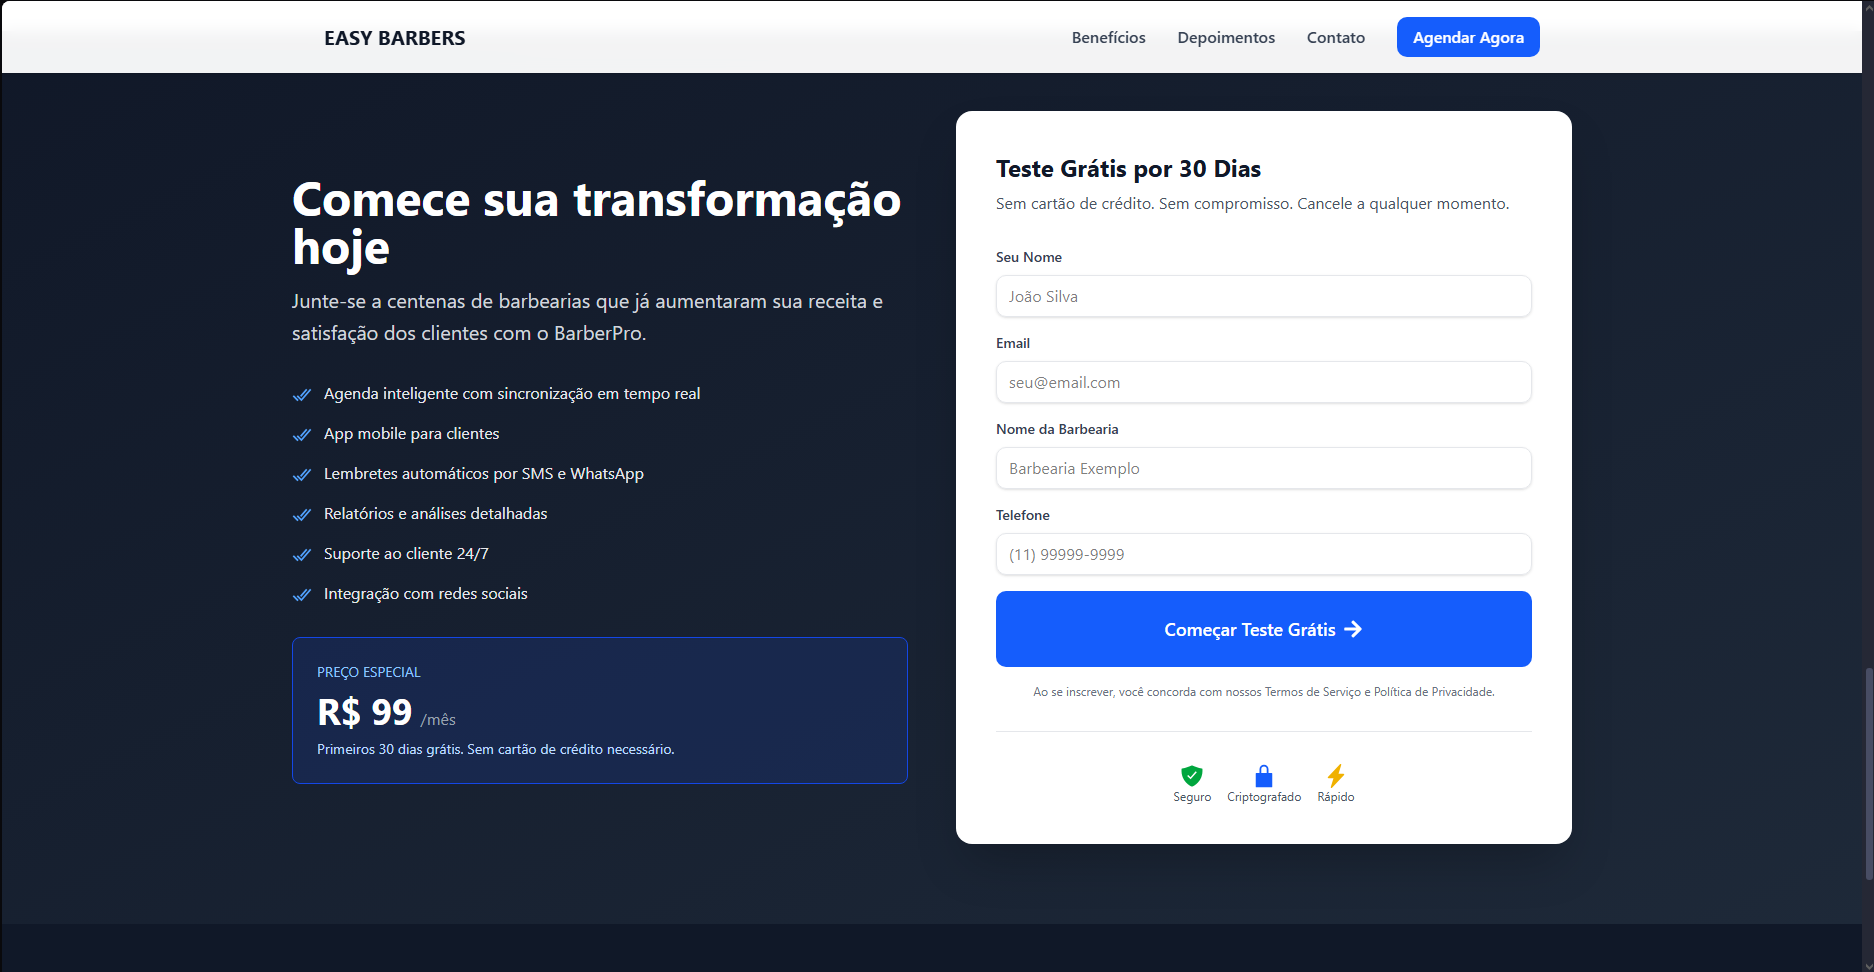 EASY BARBERS
Benefícios
Depoimentos
Contato
Agendar Agora
Comece sua transformação
hoje
Junte-se a centenas de barbearias que já aumentaram sua receita e
satisfação dos clientes com o BarberPro.
Agenda inteligente com sincronização em tempo real
App mobile para clientes
Lembretes automáticos por SMS e WhatsApp
Relatórios e análises detalhadas
Suporte ao cliente 24/7
Integração com redes sociais
PREÇO ESPECIAL
R$ 99 /mês
Primeiros 30 dias grátis. Sem cartão de crédito necessário.
Teste Grátis por 30 Dias
Sem cartão de crédito. Sem compromisso. Cancele a qualquer momento.
Seu Nome
João Silva
Email
seu@email.com
Nome da Barbearia
Barbearia Exemplo
Telefone
(11) 99999-9999
Começar Teste Grátis
Ao se inscrever, você concorda com nossos Termos de Serviço e Política de Privacidade.
Seguro
Criptografado
Rápido